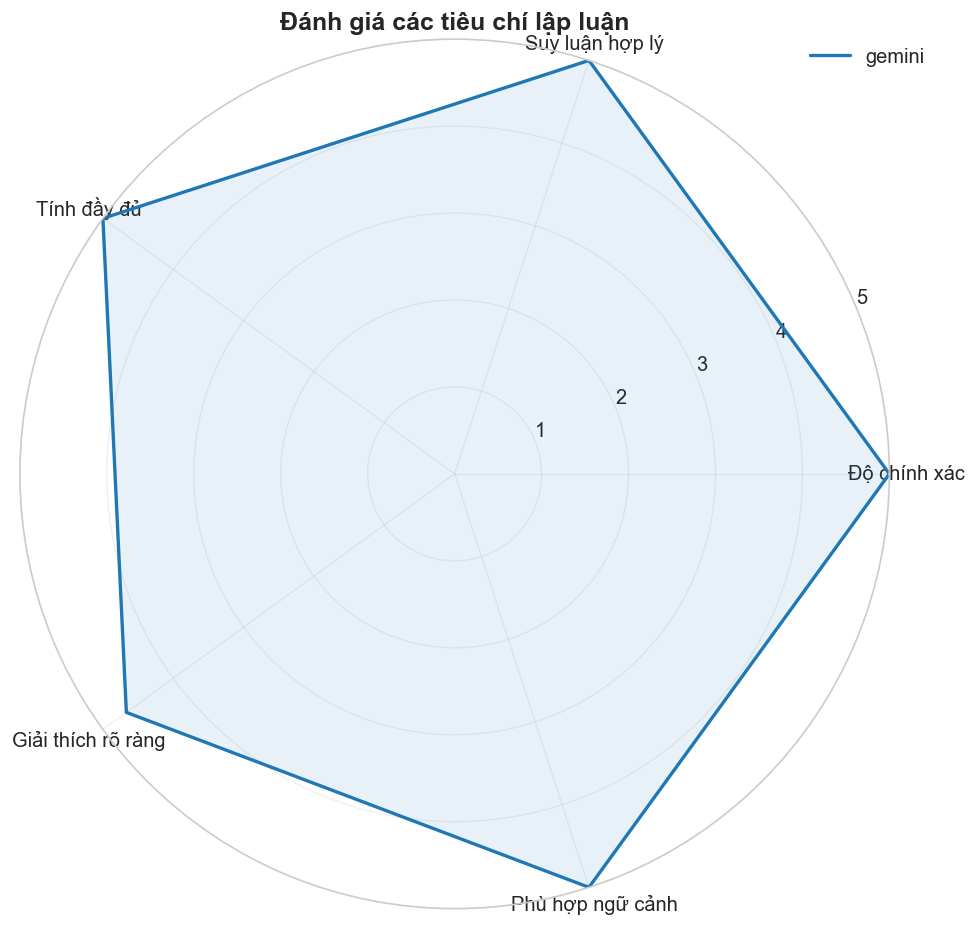 Đánh giá các tiêu chí lập luận
Suy luận hợp lý
gemini
Tính đầy đủ
5
4
3
2
1
Độ chính xác
Giải thích rõ ràng
Phù hợp ngữ cảnh